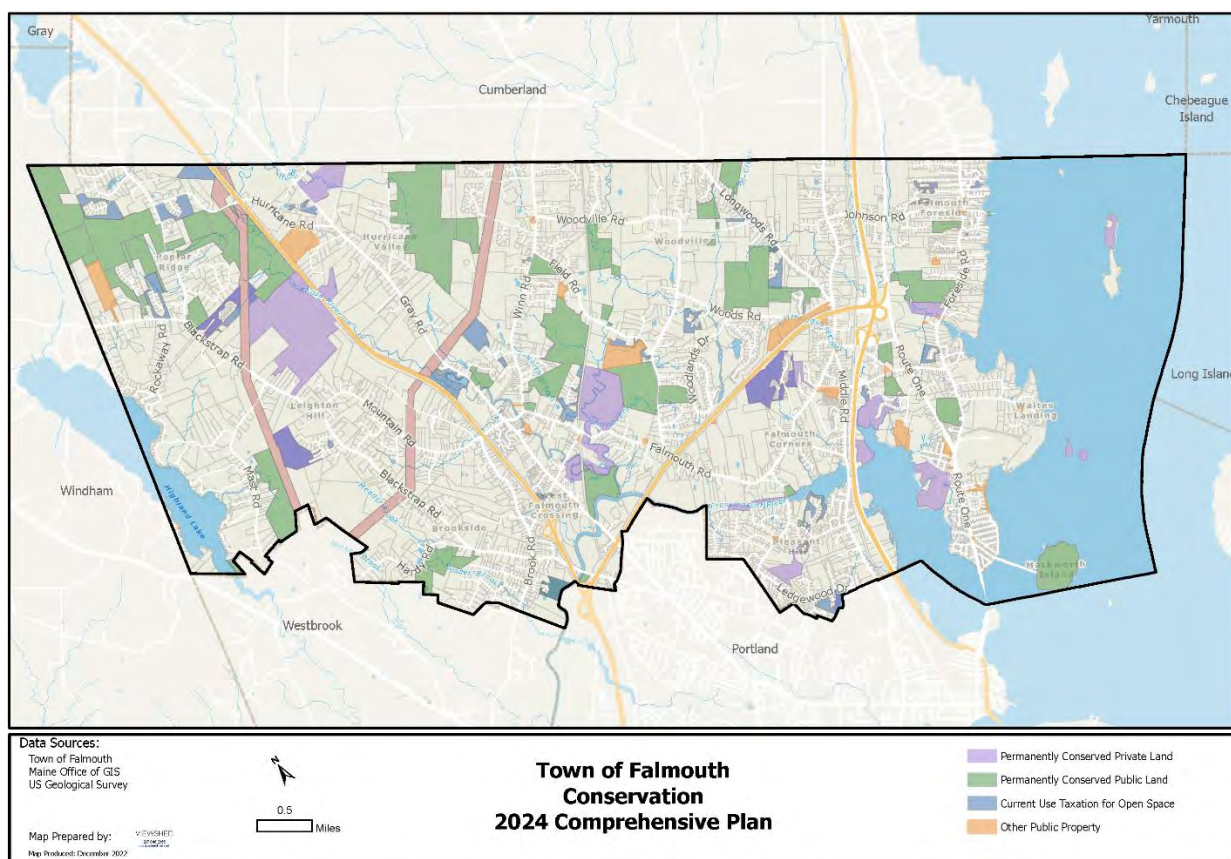 Gray
Yarmouth
Cumberland
Chebeague
Island
Hurricane Rd
Hurricane
Valley
Woodville Rd
Woodville
Longwoods Rd
Johnson Rd
Falmouth
Foreside
Foreside Rd
Poplar
Ridge
Field Rd
Winn Rd
Gray Rd
Woods Rd
Woodlands Dr
Blackstrap Rd
Rockaway Rd
Middle Rd
Route One
Long Island
Leighton
Hill
Mountain Rd
Waites
Landing
Falmouth
Corners
Falmouth Rd
Blackstrap Rd
Windham
Highland Lake
Mast Rd
West
Falmouth
Crossing
Brookside
Route One
Pleasant
Hill
Hardy Rd
Brook Rd
Mackworth
Island
Ledgewood Dr
Westbrook
Portland
Data Sources:
Town of Falmouth
Maine Office of GIS
US Geological Survey
N
0.5
Miles
Map Prepared by:
VIEWSHED
Map Produced: December 2022
Town of Falmouth
Conservation
2024 Comprehensive Plan
Permanently Conserved Private Land
Permanently Conserved Public Land
Current Use Taxation for Open Space
Other Public Property